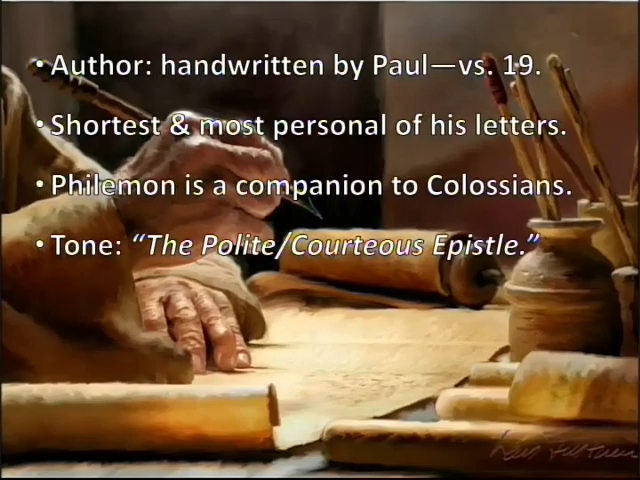 • Author: handwritten by Paul—vs. 19.
• Shortest & most personal of his letters.
• Philemon is a companion to Colossians.
• Tone: “The Polite/Courteous Epistle.”